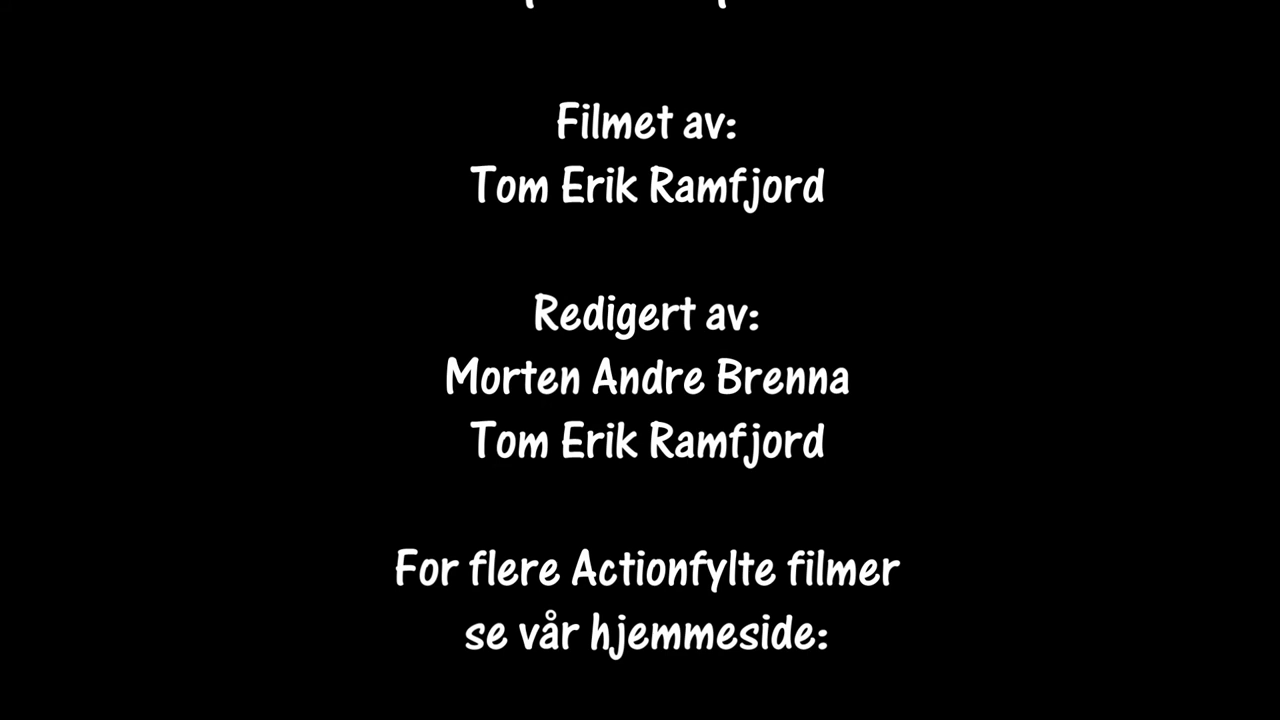 Filmet av:
Tom Erik Ramfjord
Redigert av:
Morten Andre Brenna
Tom Erik Ramfjord
For flere Actionfylte filmer
se vår hjemmeside: